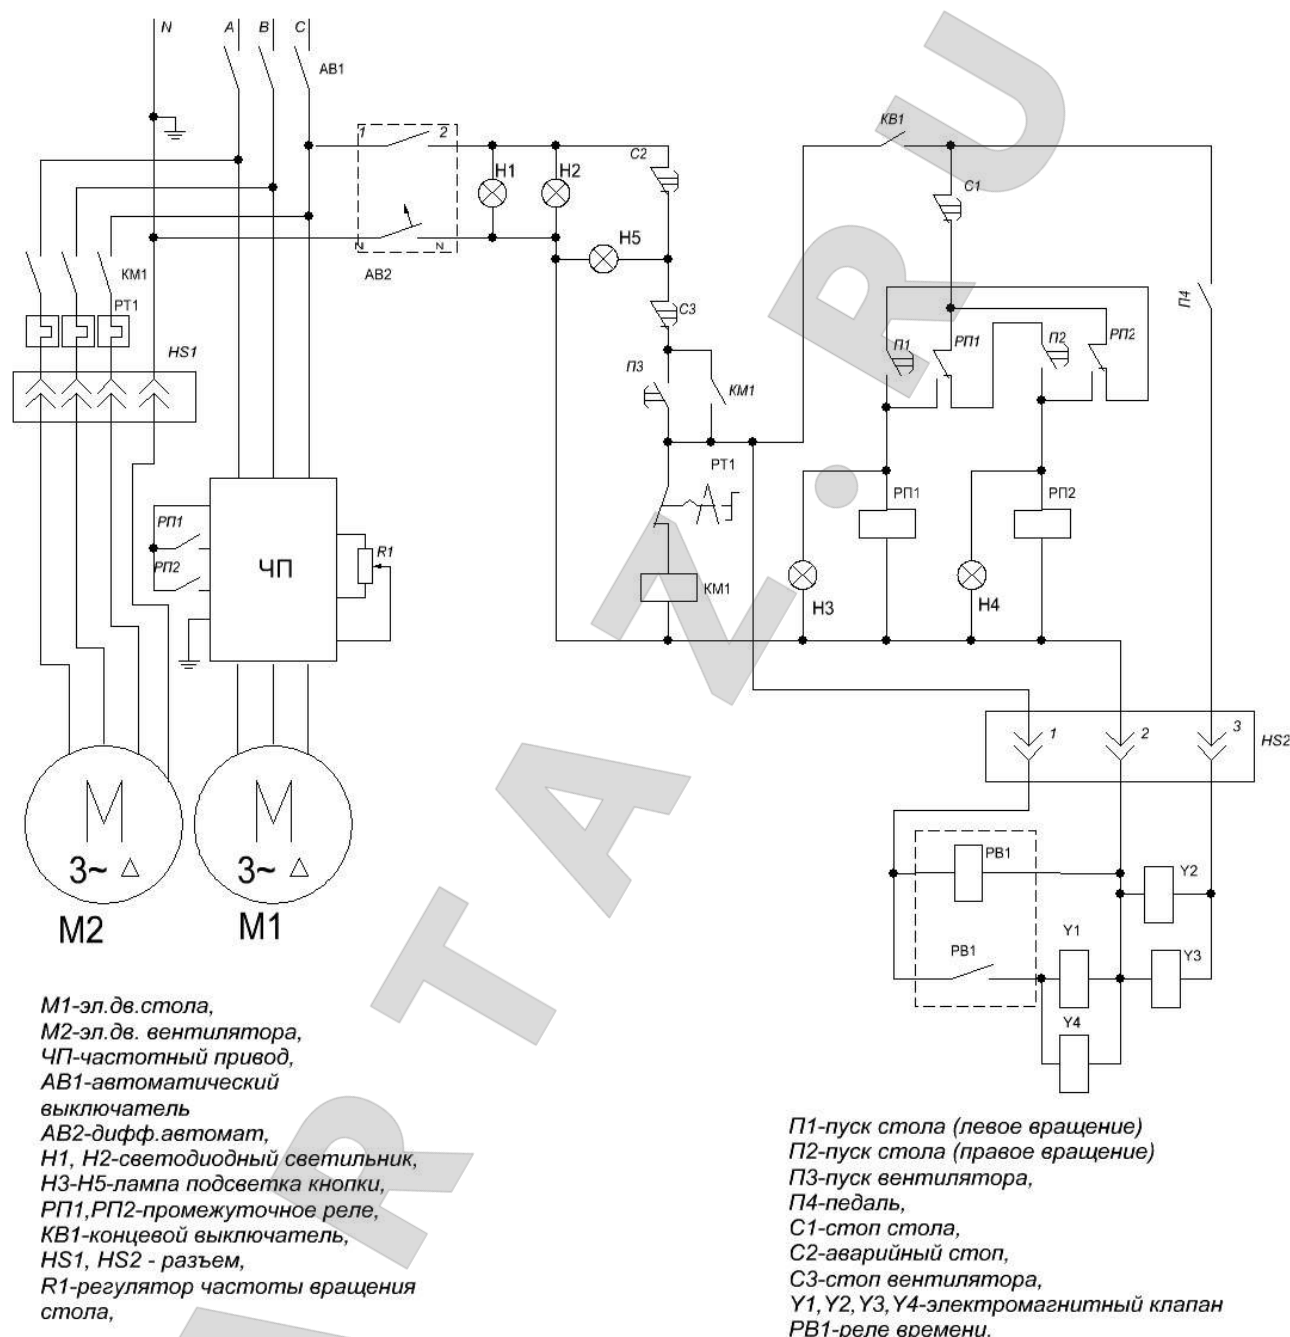 N
A
B
C
АВ1
1
2
N
N
АВ2
Н1
Н2
С2
Н5
С3
П3
КМ1
РТ1
КМ1
КВ1
С1
П4
П1
РП1
П2
РП2
РП1
РП2
Н3
Н4
КМ1
РТ1
HS1
РП1
РП2
ЧП
R1
М
3~ △
М2
М
3~ △
М1
1
2
3
HS2
РВ1
Y2
РВ1
Y1
Y3
Y4
М1-эл.дв.стола,
М2-эл.дв. вентилятора,
ЧП-частотный привод,
АВ1-автоматический
выключатель
АВ2-дифф.автомат,
Н1, Н2-светодиодный светильник,
Н3-Н5-лампа подсветка кнопки,
РП1,РП2-промежуточное реле,
КВ1-концевой выключатель,
HS1, HS2 - разъем,
R1-регулятор частоты вращения
стола,
П1-пуск стола (левое вращение)
П2-пуск стола (правое вращение)
П3-пуск вентилятора,
П4-педаль,
С1-стоп стола,
С2-аварийный стоп,
С3-стоп вентилятора,
Y1,Y2,Y3,Y4-электромагнитный клапан
РВ1-реле времени.
ARTAZ.RU